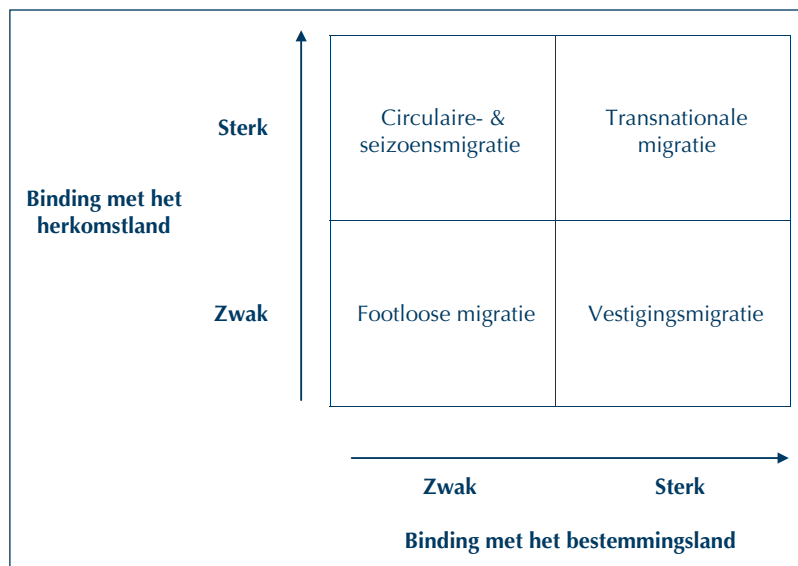 Sterk
Circulaire- &
seizoensmigratie
Transnationale
migratie
Binding met het
herkomstland
Zwak
Footloose migratie
Vestigingsmigratie
Zwak
Sterk
Binding met het bestemmingsland